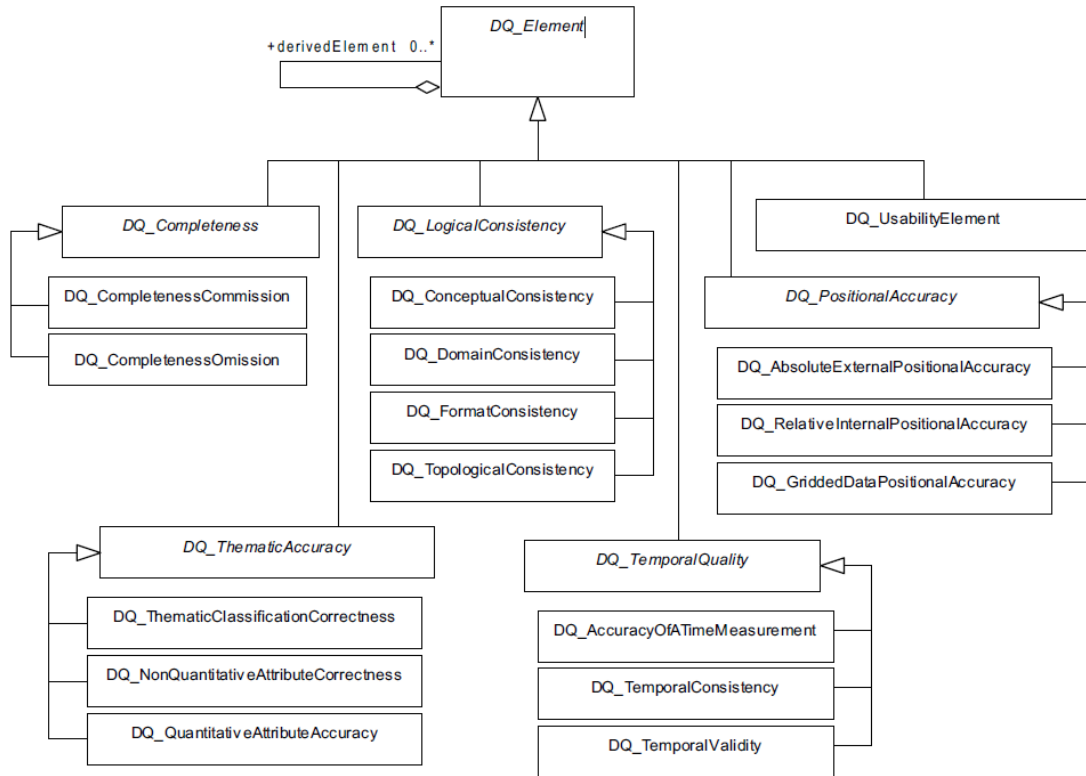 DQ_Element
+derivedElement 0..*
DQ_Completeness
DQ_CompletenessCommission
DQ_CompletenessOmission
DQ_LogicalConsistency
DQ_ConceptualConsistency
DQ_DomainConsistency
DQ_FormatConsistency
DQ_TopologicalConsistency
DQ_UsabilityElement
DQ_PositionalAccuracy
DQ_AbsoluteExternalPositionalAccuracy
DQ_RelativeInternalPositionalAccuracy
DQ_GriddedDataPositionalAccuracy
DQ_ThematicAccuracy
DQ_ThematicClassificationCorrectness
DQ_NonQuantitativeAttributeCorrectness
DQ_QuantitativeAttributeAccuracy
DQ_TemporalQuality
DQ_AccuracyOfATimeMeasurement
DQ_TemporalConsistency
DQ_TemporalValidity